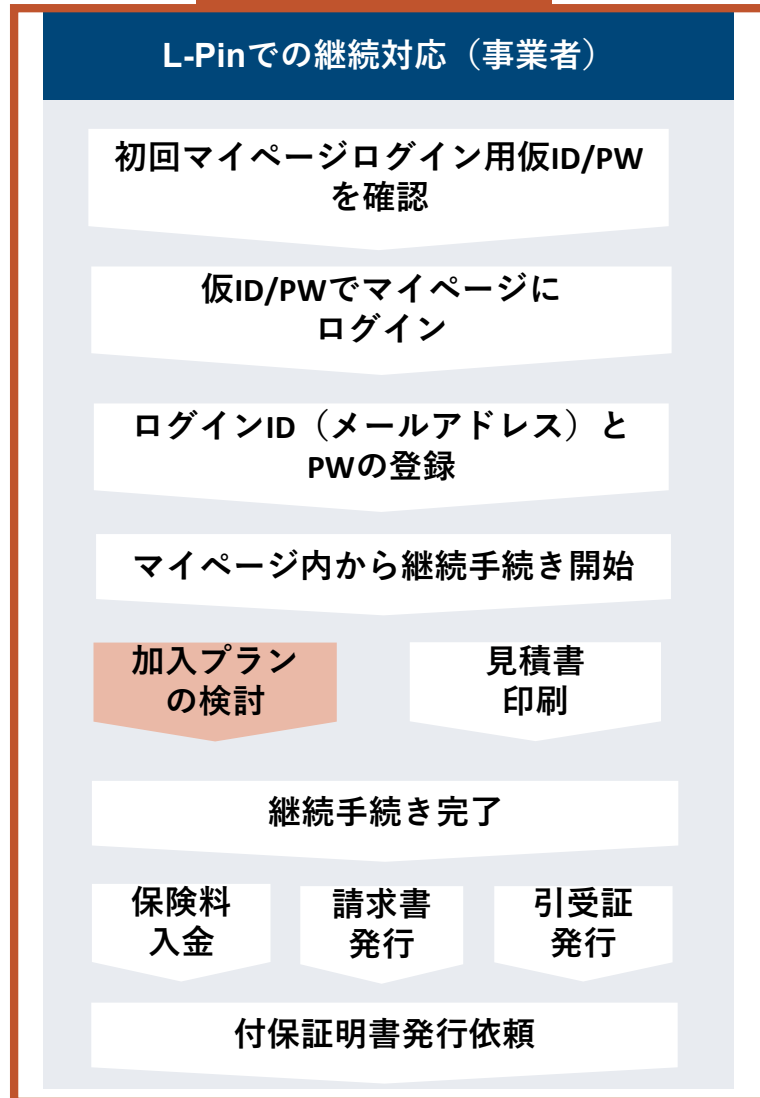 L-Pinでの継続対応（事業者）
初回マイページログイン用仮ID/PW
を確認
仮ID/PWでマイページに
ログイン
ログインID（メールアドレス）と
PWの登録
マイページ内から継続手続き開始
加入プラン
の検討
見積書
印刷
継続手続き完了
保険料
入金
請求書
発行
引受証
発行
付保証明書発行依頼